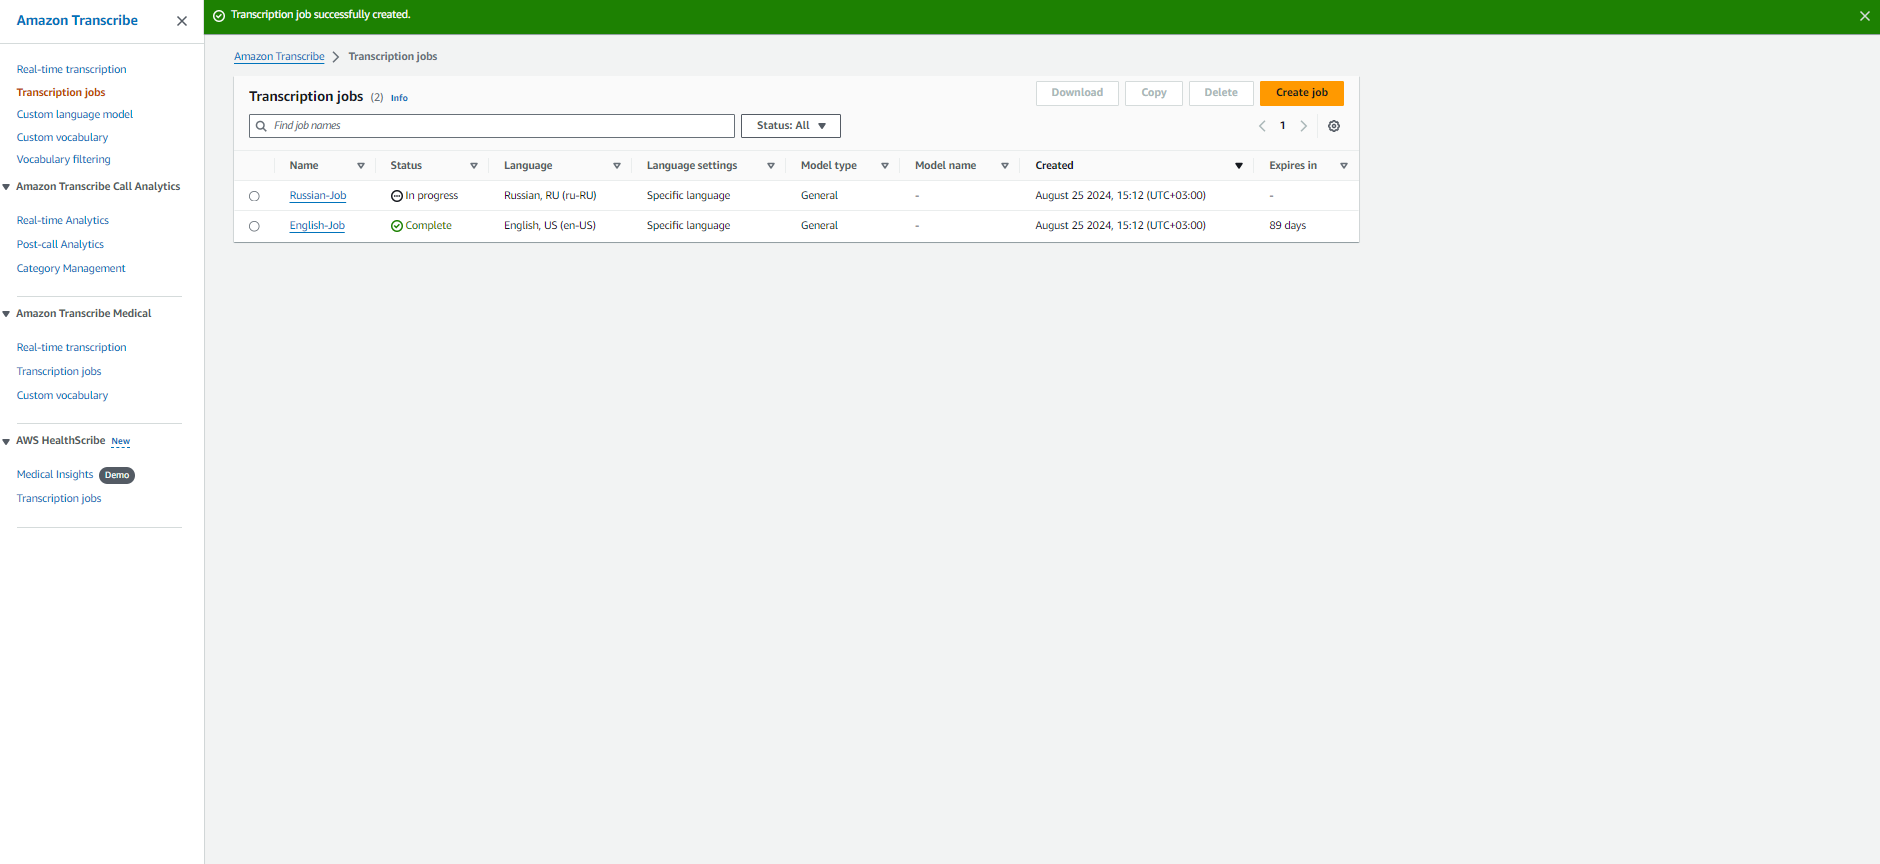 Amazon Transcribe
Transcription job successfully created.
Real-time transcription
Transcription jobs
Custom language model
Custom vocabulary
Vocabulary filtering
Amazon Transcribe Call Analytics
Real-time Analytics
Post-call Analytics
Category Management
Amazon Transcribe Medical
Real-time transcription
Transcription jobs
Custom vocabulary
AWS HealthScribe New
Medical Insights Demo
Transcription jobs
Amazon Transcribe Transcription jobs
Transcription jobs (2) Info
Download Copy Delete Create job
Find job names Status: All 1
Name Status Language Language settings Model type Model name Created Expires in
Russian-Job In progress Russian, RU (ru-RU) Specific language General - August 25 2024, 15:12 (UTC+03:00) -
English-Job Complete English, US (en-US) Specific language General - August 25 2024, 15:12 (UTC+03:00) 89 days